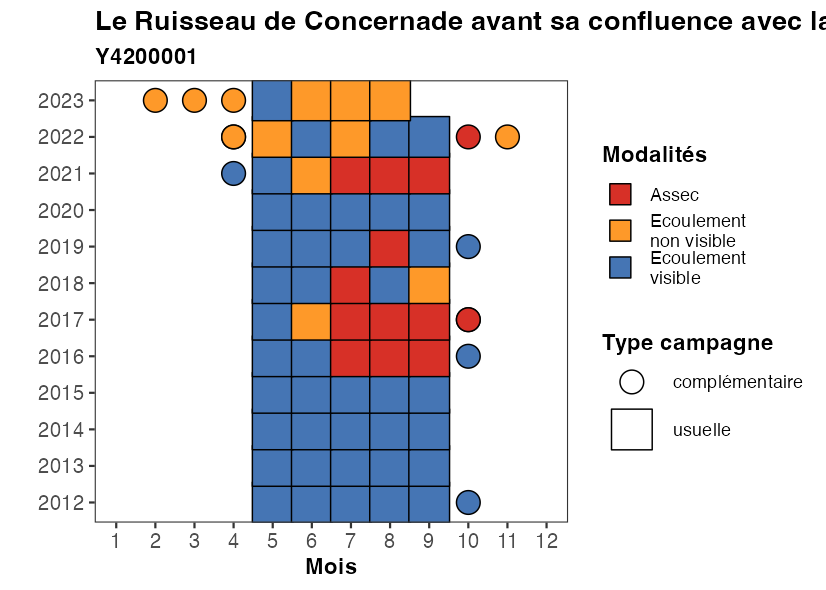 Le Ruisseau de Concernade avant sa confluence avec
Y4200001
2023
2022
2021
2020
2019
2018
2017
2016
2015
2014
2013
2012
1 2 3 4 5 6 7 8 9 10 11 12
Mois
Modalités
Assec
Ecoulement
non visible
Ecoulement
visible
Type campagne
complémentaire
usuelle